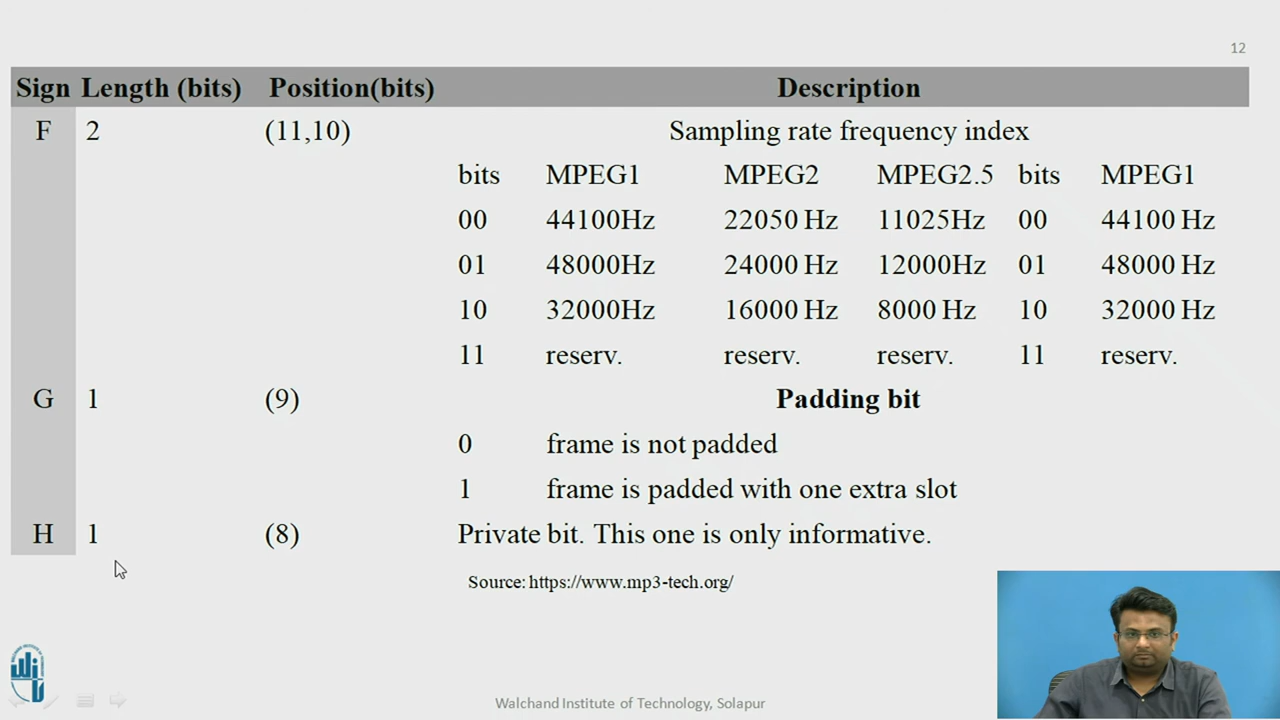 12
Sign Length (bits) Position(bits) Description
F 2 (11,10) Sampling rate frequency index
bits MPEG1 MPEG2 MPEG2.5 bits MPEG1
00 44100Hz 22050 Hz 11025Hz 00 44100 Hz
01 48000Hz 24000 Hz 12000Hz 01 48000 Hz
10 32000Hz 16000 Hz 8000 Hz 10 32000 Hz
11 reserv. reserv. reserv. 11 reserv.
G 1 (9) Padding bit
0 frame is not padded
1 frame is padded with one extra slot
H 1 (8) Private bit. This one is only informative.
Source: https://www.mp3-tech.org/
Walchand Institute of Technology, Solapur